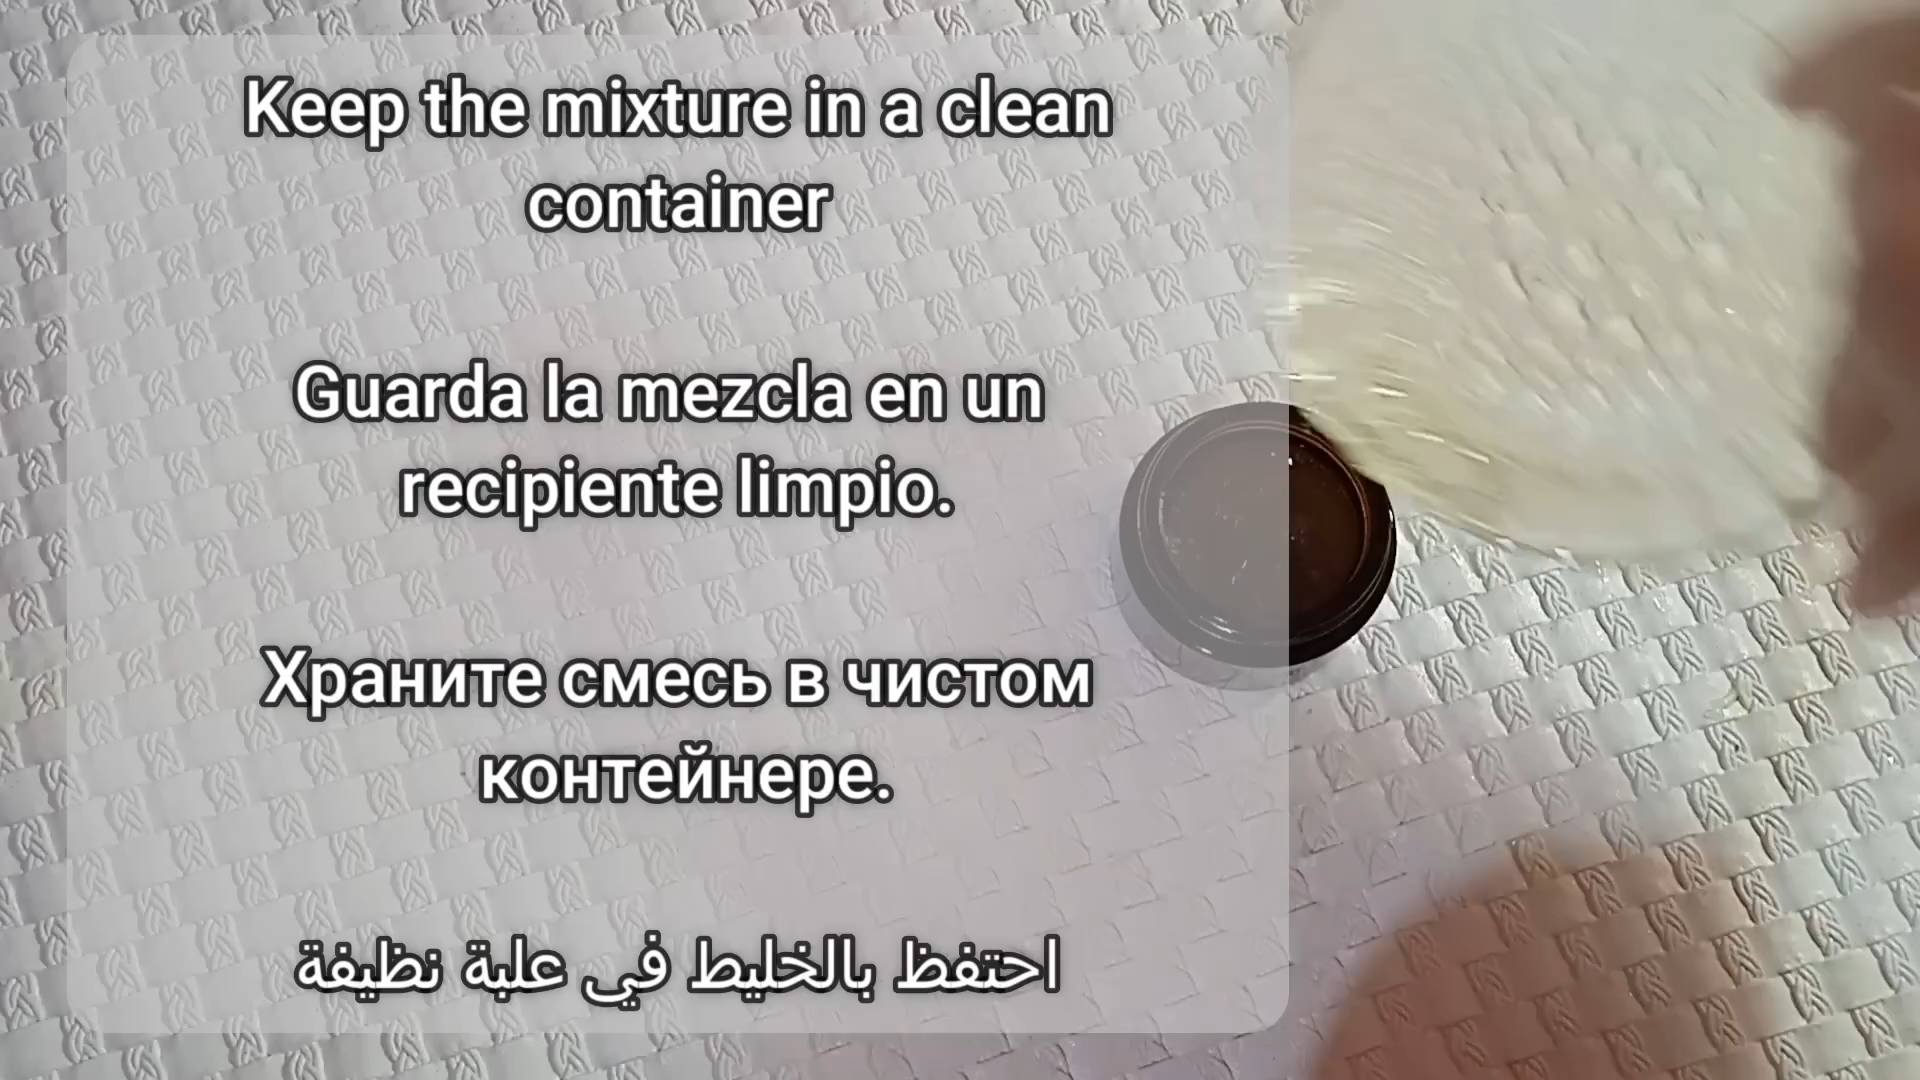 Keep the mixture in a clean
container
Guarda la mezcla en un
recipiente limpio.
Храните смесь в чистом
контейнере.
احتفظ بالخليط في علبة نظيفة